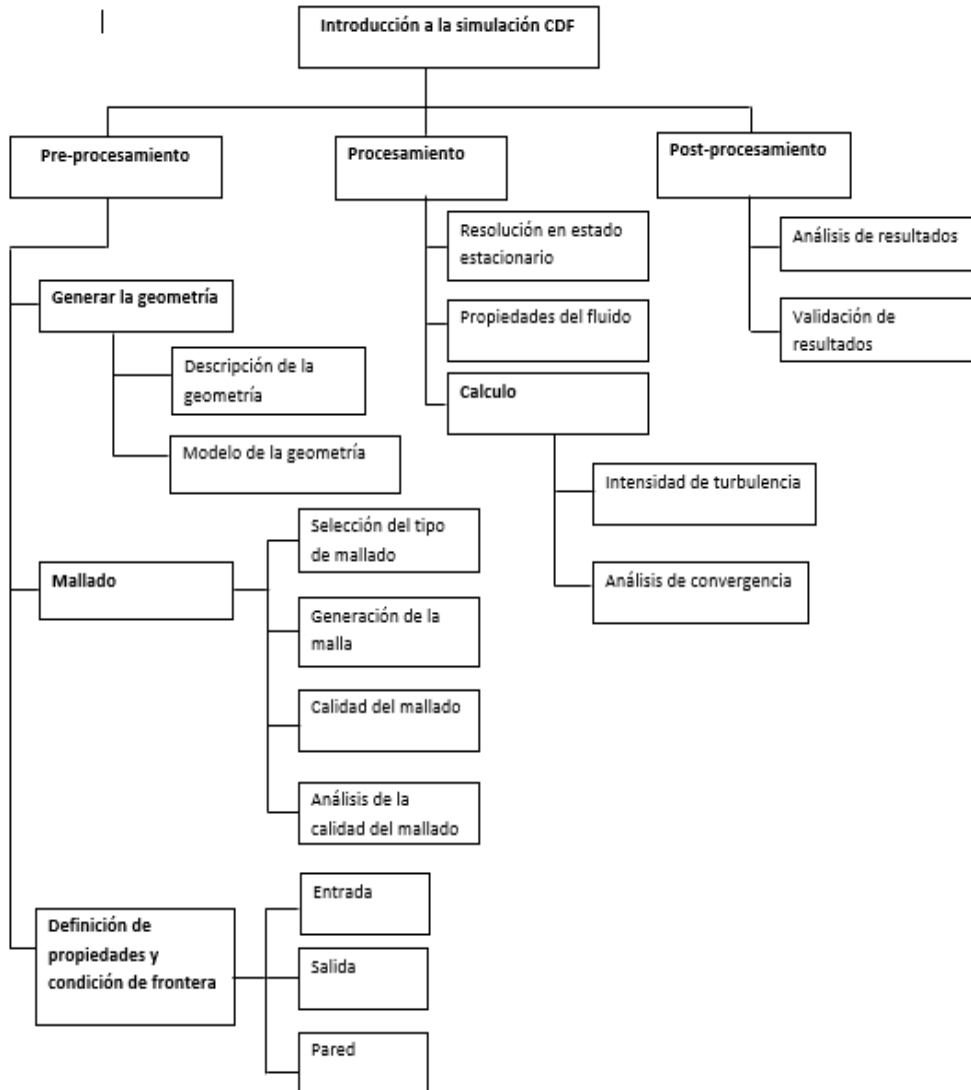 Introducción a la simulación CDF
Pre-procesamiento
Procesamiento
Post-procesamiento
Resolución en estado
estacionario
Análisis de resultados
Generar la geometría
Propiedades del fluido
Validación de
resultados
Descripción de la
geometría
Calculo
Modelo de la geometría
Intensidad de turbulencia
Selección del tipo
de mallado
Mallado
Análisis de convergencia
Generación de la
malla
Calidad del mallado
Análisis de la
calidad del mallado
Entrada
Definición de
propiedades y
condición de frontera
Salida
Pared